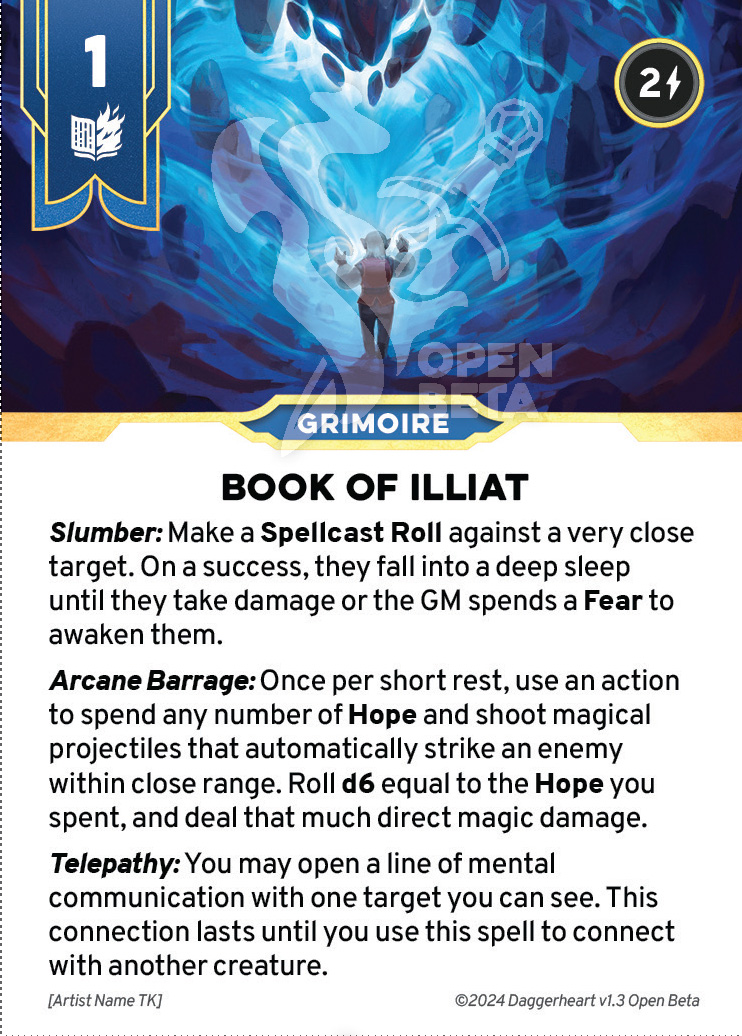 1
2
OPEN
BETA
GRIMOIRE
BOOK OF ILLIAT
Slumber: Make a Spellcast Roll against a very close
target. On a success, they fall into a deep sleep
until they take damage or the GM spends a Fear to
awaken them.
Arcane Barrage: Once per short rest, use an action
to spend any number of Hope and shoot magical
projectiles that automatically strike an enemy
within close range. Roll d6 equal to the Hope you
spent, and deal that much direct magic damage.
Telepathy: You may open a line of mental
communication with one target you can see. This
connection lasts until you use this spell to connect
with another creature.
[Artist Name TK] ©2024 Daggerheart v1.3 Open Beta